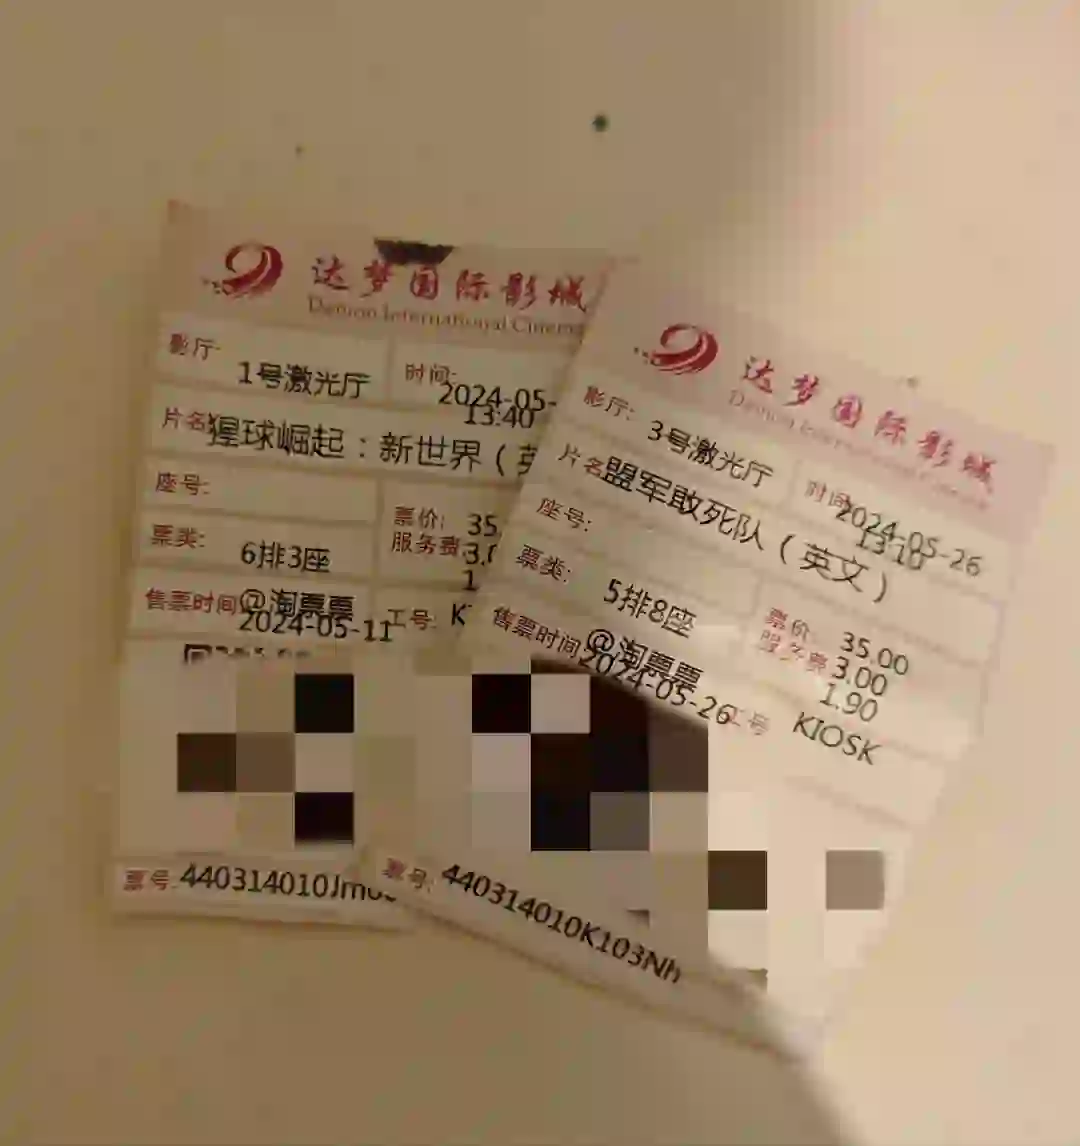 达梦国际影城
Demon International Cinema
影厅:
1号激光厅
时间:
2024-05-
13:40
片名
猩球崛起：新世界（英
座号:
票价: 35.
服务费 3.0
1
票类:
6排3座
@淘票票
售票时间
2024-05-11
工号: K
票号: 440314010Jm0
达梦国际影城
影厅: 3号激光厅
时间
2024-05-26
13:10
片名
盟军敢死队（英文）
座号:
票价: 35.00
服务费 3.00
1.90
票类:
5排8座
@淘票票
售票时间
2024-05-26
工号 KIOSK
票号: 440314010K103Nh